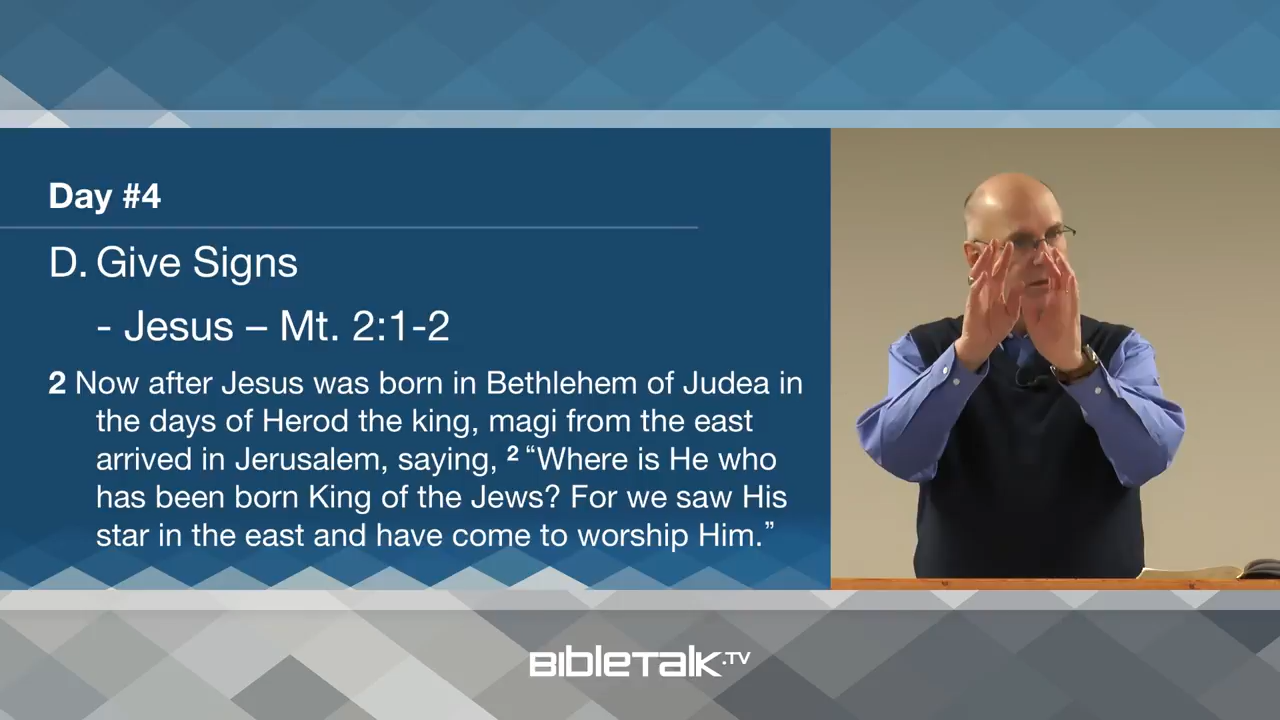 Day #4
D. Give Signs
- Jesus – Mt. 2:1-2
2 Now after Jesus was born in Bethlehem of Judea in
the days of Herod the king, magi from the east
arrived in Jerusalem, saying, 2 “Where is He who
has been born King of the Jews? For we saw His
star in the east and have come to worship Him.”
BIBLETALK.TV